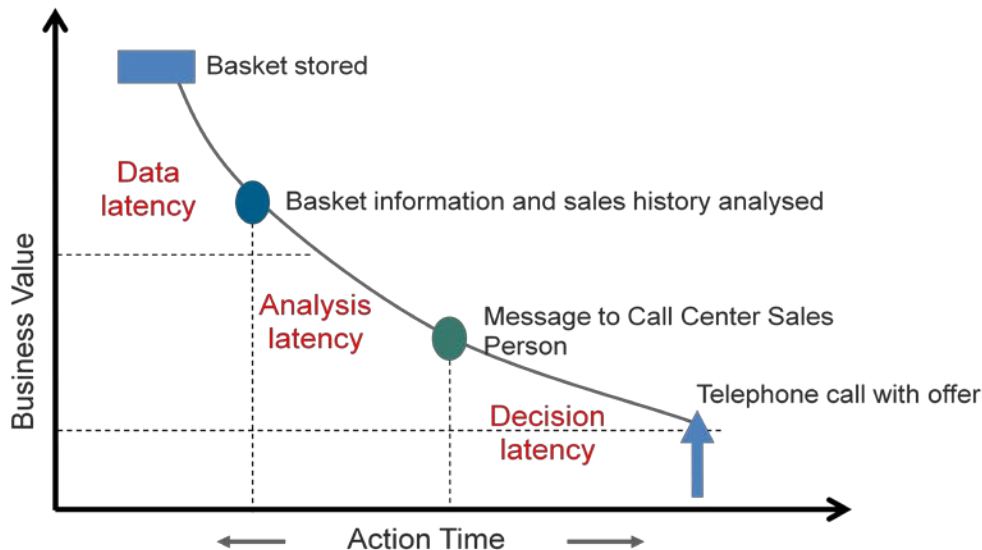 Basket stored
Data
latency
Basket information and sales history analysed
Analysis
latency
Message to Call Center Sales
Person
Telephone call with offer
Decision
latency
Business Value
Action Time